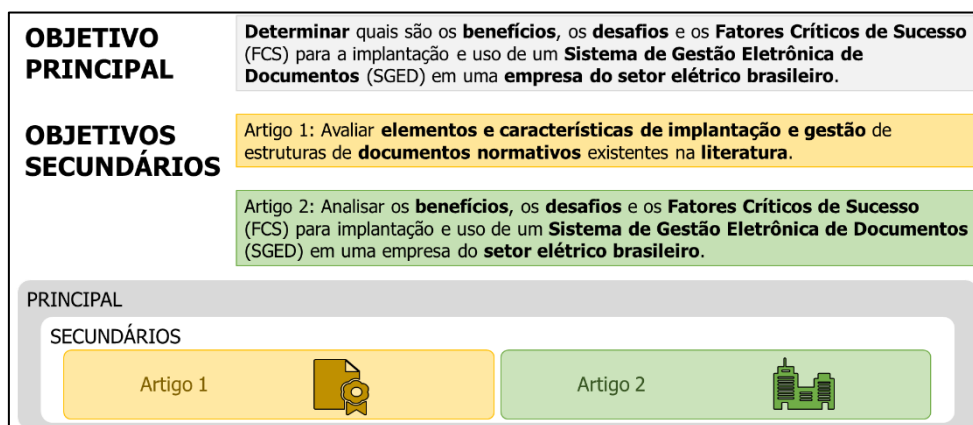 OBJETIVO
PRINCIPAL
Determinar quais são os benefícios, os desafios e os Fatores Críticos de Sucesso
(FCS) para a implantação e uso de um Sistema de Gestão Eletrônica de
Documentos (SGED) em uma empresa do setor elétrico brasileiro.
OBJETIVOS
SECUNDÁRIOS
Artigo 1: Avaliar elementos e características de implantação e gestão de
estruturas de documentos normativos existentes na literatura.
Artigo 2: Analisar os benefícios, os desafios e os Fatores Críticos de Sucesso
(FCS) para implantação e uso de um Sistema de Gestão Eletrônica de Documentos
(SGED) em uma empresa do setor elétrico brasileiro.
PRINCIPAL
SECUNDÁRIOS
Artigo 1
Artigo 2